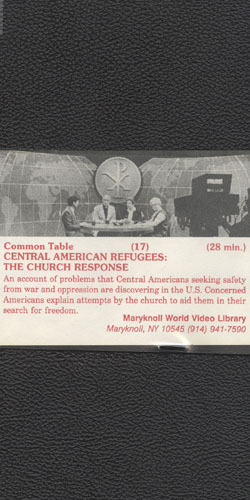 Common Table (17) (28 min.)
CENTRAL AMERICAN REFUGEES:
THE CHURCH RESPONSE
An account of problems that Central Americans seeking safety
from war and oppression are discovering in the U.S. Concerned
Americans explain attempts by the church to aid them in their
search for freedom.
Maryknoll World Video Library
Maryknoll, NY 10545 (914) 941-7590